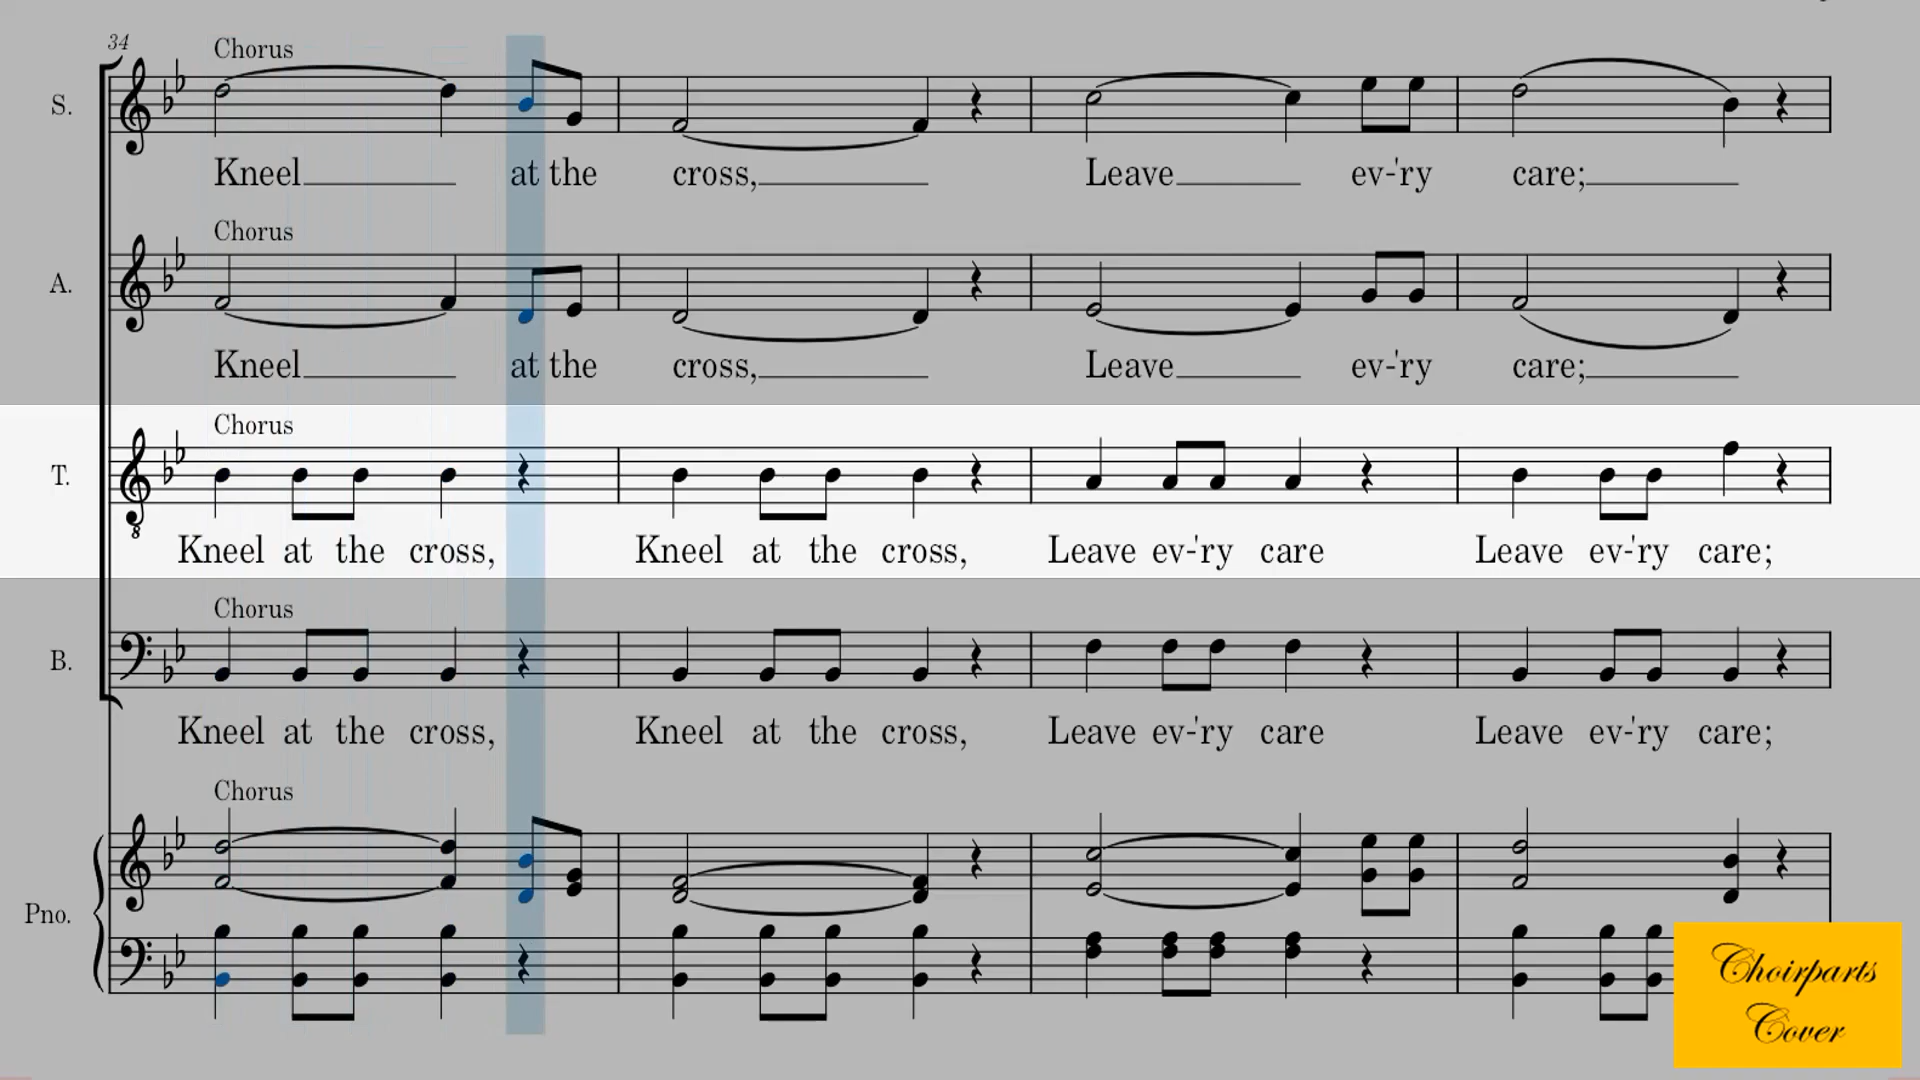 34
Chorus
S.
Kneel at the cross, Leave ev-'ry care;
Chorus
A.
Kneel at the cross, Leave ev-'ry care;
Chorus
T.
8
Kneel at the cross, Kneel at the cross, Leave ev-'ry care Leave ev-'ry care;
Chorus
B.
Kneel at the cross, Kneel at the cross, Leave ev-'ry care Leave ev-'ry care;
Chorus
Pno.
Choirparts
Cover